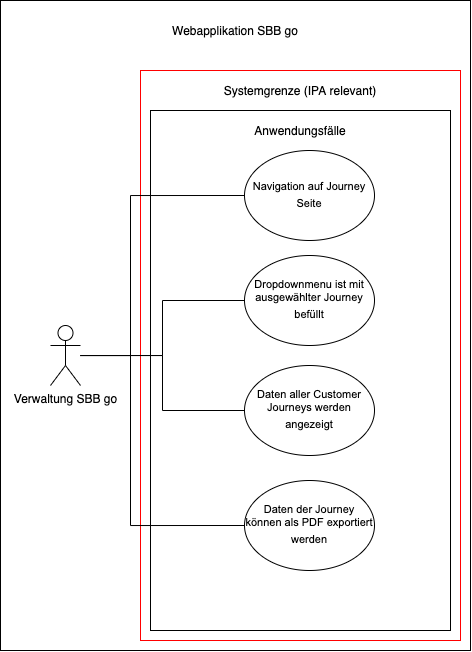 Webapplikation SBB go
Systemgrenze (IPA relevant)
Anwendungsfälle
Navigation auf Journey
Seite
Dropdownmenu ist mit
ausgewählter Journey
befüllt
Verwaltung SBB go
Daten aller Customer
Journeys werden
angezeigt
Daten der Journey
können als PDF exportiert
werden